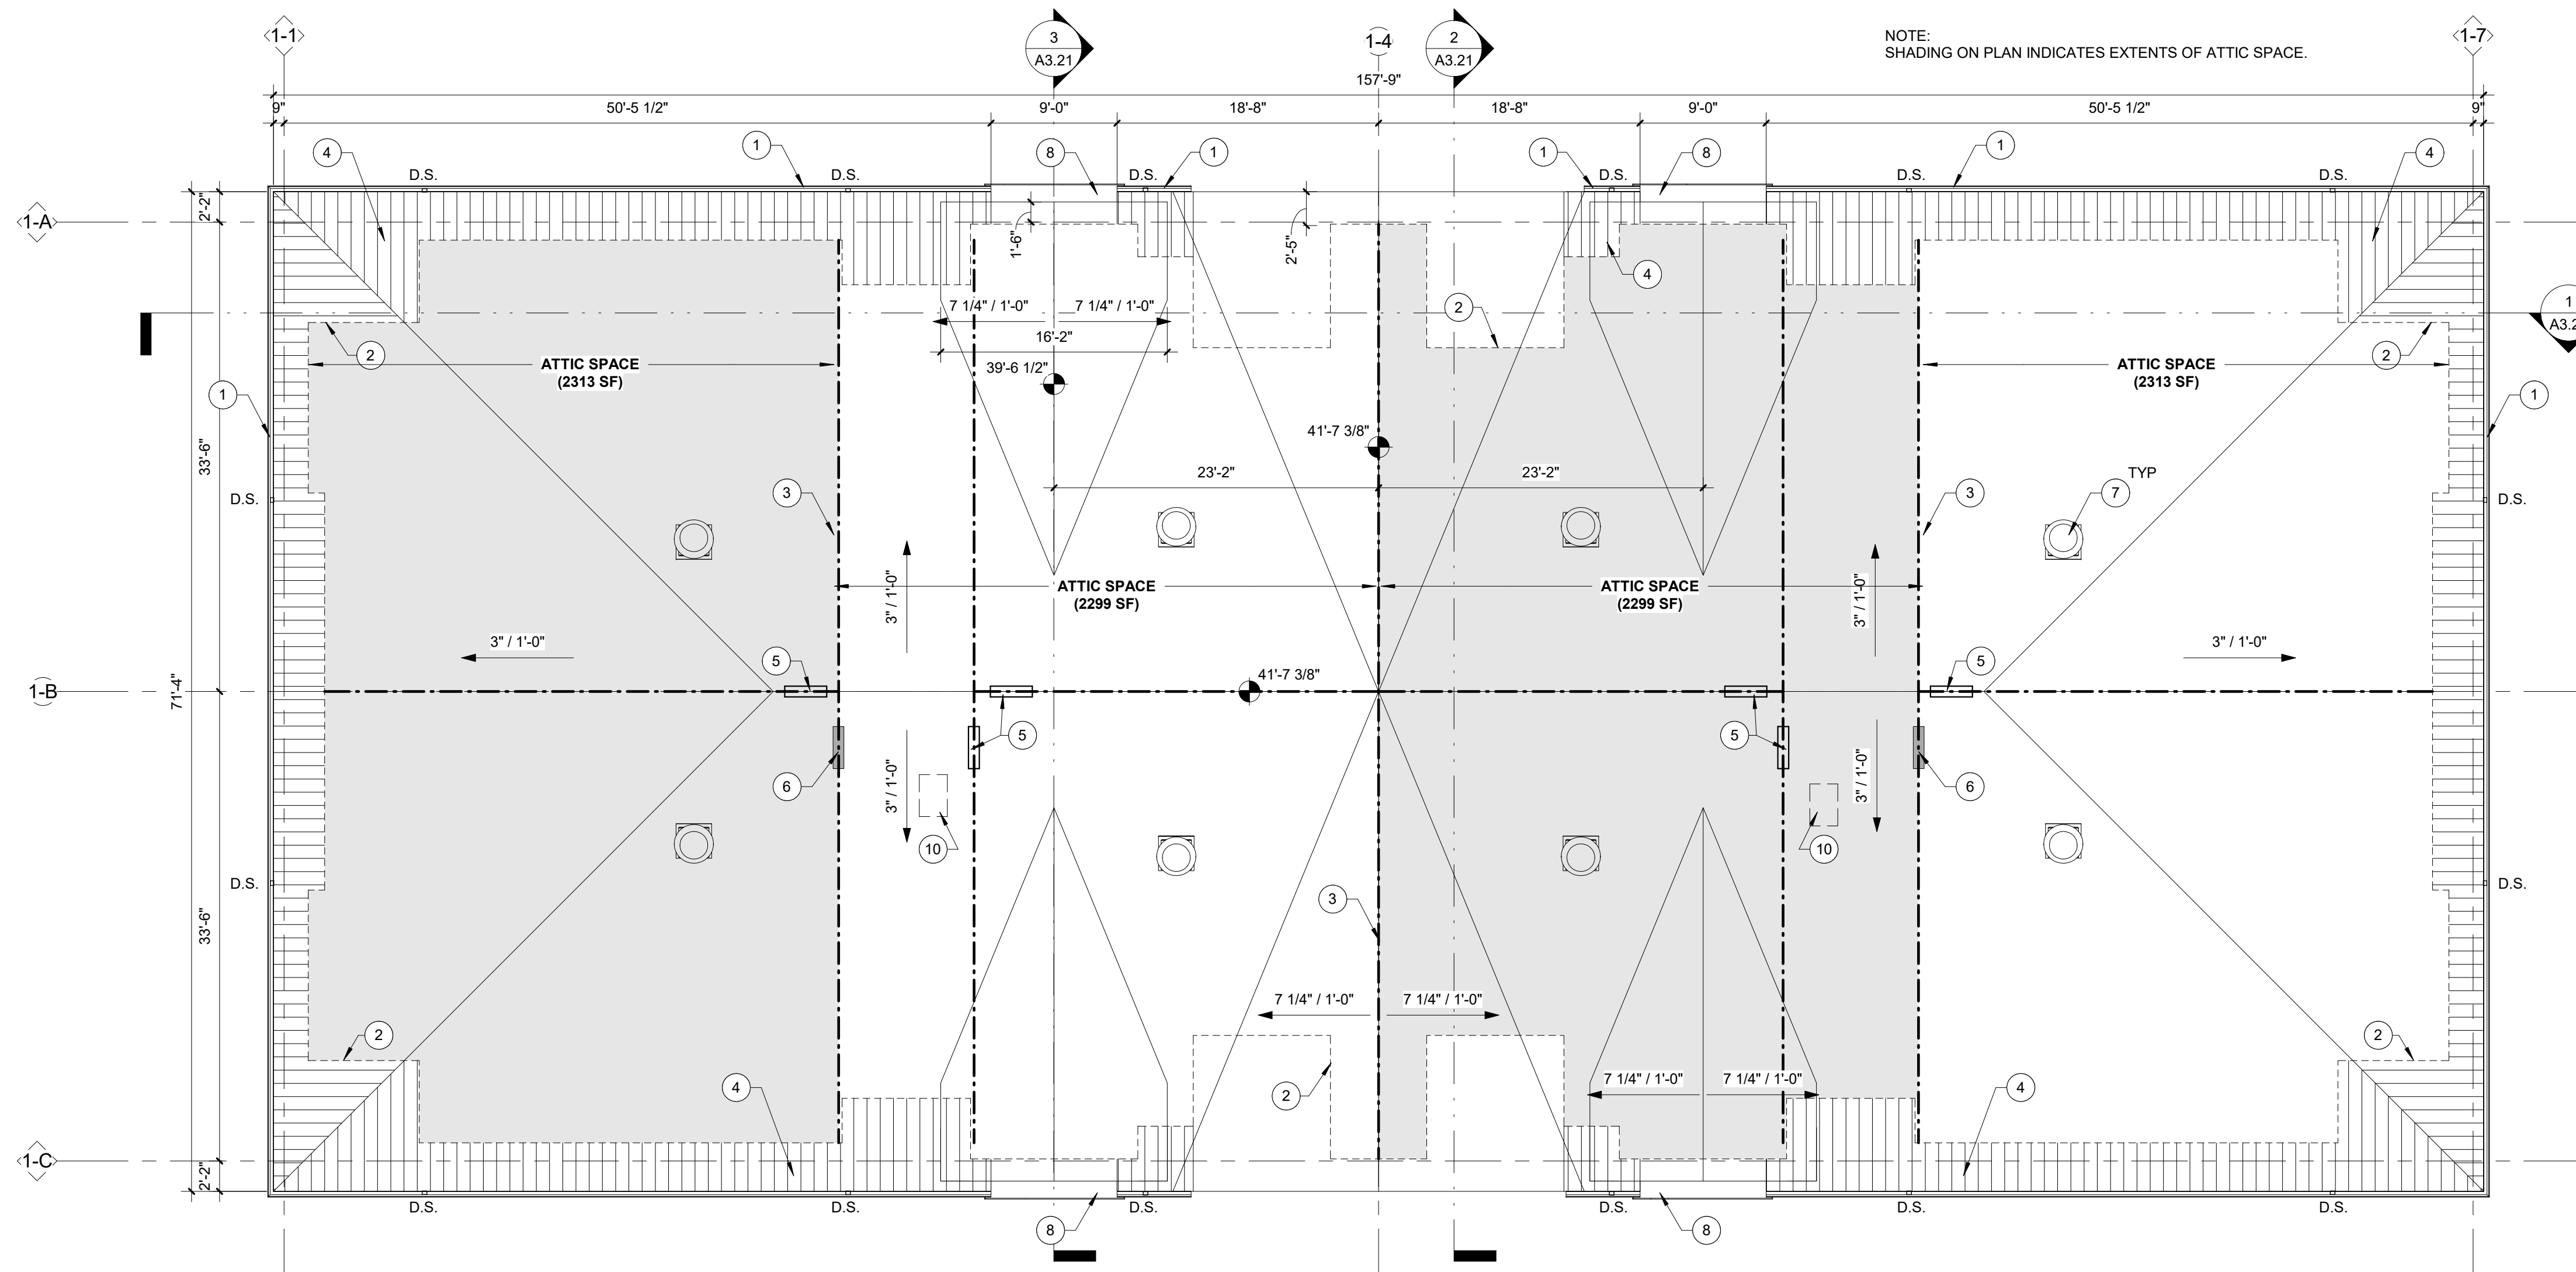 1-1
3
A3.21
1-4
2
A3.21
NOTE:
SHADING ON PLAN INDICATES EXTENTS OF ATTIC SPACE.
1-7
157'-9"
9"
50'-5 1/2"
9'-0"
18'-8"
18'-8"
9'-0"
50'-5 1/2"
9"
4
1
8
1
1
8
1
4
D.S.
D.S.
D.S.
D.S.
D.S.
D.S.
1-A
2'-2"
1'-6"
2'-5"
4
7 1/4" / 1'-0"
7 1/4" / 1'-0"
2
1
16'-2"
2
2
ATTIC SPACE
(2313 SF)
39'-6 1/2"
ATTIC SPACE
(2313 SF)
1
1
33'-6"
41'-7 3/8"
23'-2"
23'-2"
TYP
D.S.
3
3
7
D.S.
3" / 1'-0"
ATTIC SPACE
(2299 SF)
ATTIC SPACE
(2299 SF)
3" / 1'-0"
3" / 1'-0"
3" / 1'-0"
5
5
41'-7 3/8"
1-B
71'-4"
5
5
6
3" / 1'-0"
3" / 1'-0"
6
10
10
D.S.
D.S.
3
33'-6"
7 1/4" / 1'-0"
7 1/4" / 1'-0"
2
2
4
2
7 1/4" / 1'-0"
7 1/4" / 1'-0"
4
1-C
2'-2"
D.S.
D.S.
D.S.
D.S.
D.S.
D.S.
8
8